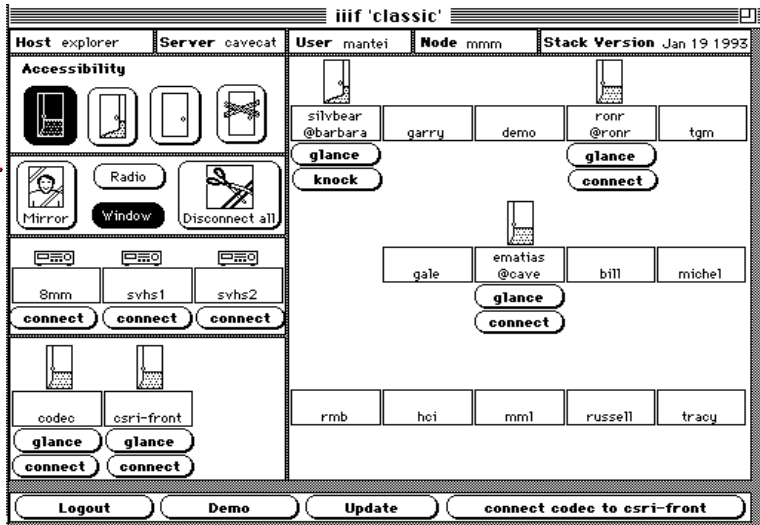 iiif 'classic'
Host explorer
Server cavecat
User mantei
Node mmm
Stack Version Jan 19 1993
Accessibility
Mirror
Radio
Window
Disconnect all
8mm
svhs1
svhs2
connect
connect
connect
codec
csri-front
glance
glance
connect
connect
silvbear
@barbara
garry
demo
ronr
@ronr
tgm
glance
glance
knock
connect
gale
ematias
@cave
bill
michel
glance
connect
rmb
hci
mm1
russell
tracy
Logout
Demo
Update
connect codec to csri-front